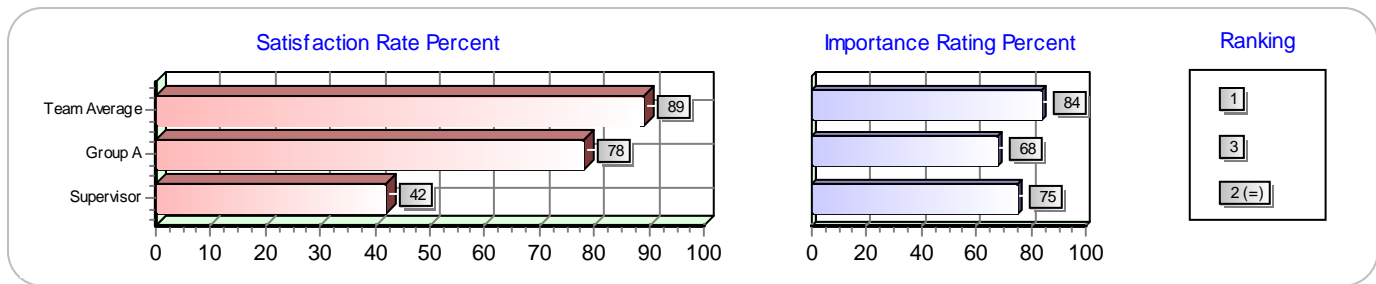 Satisfaction Rate Percent
Team Average
89
Group A
78
Supervisor
42
0 10 20 30 40 50 60 70 80 90 100
Importance Rating Percent
84
68
75
0 20 40 60 80 100
Ranking
1
3
2 (=)